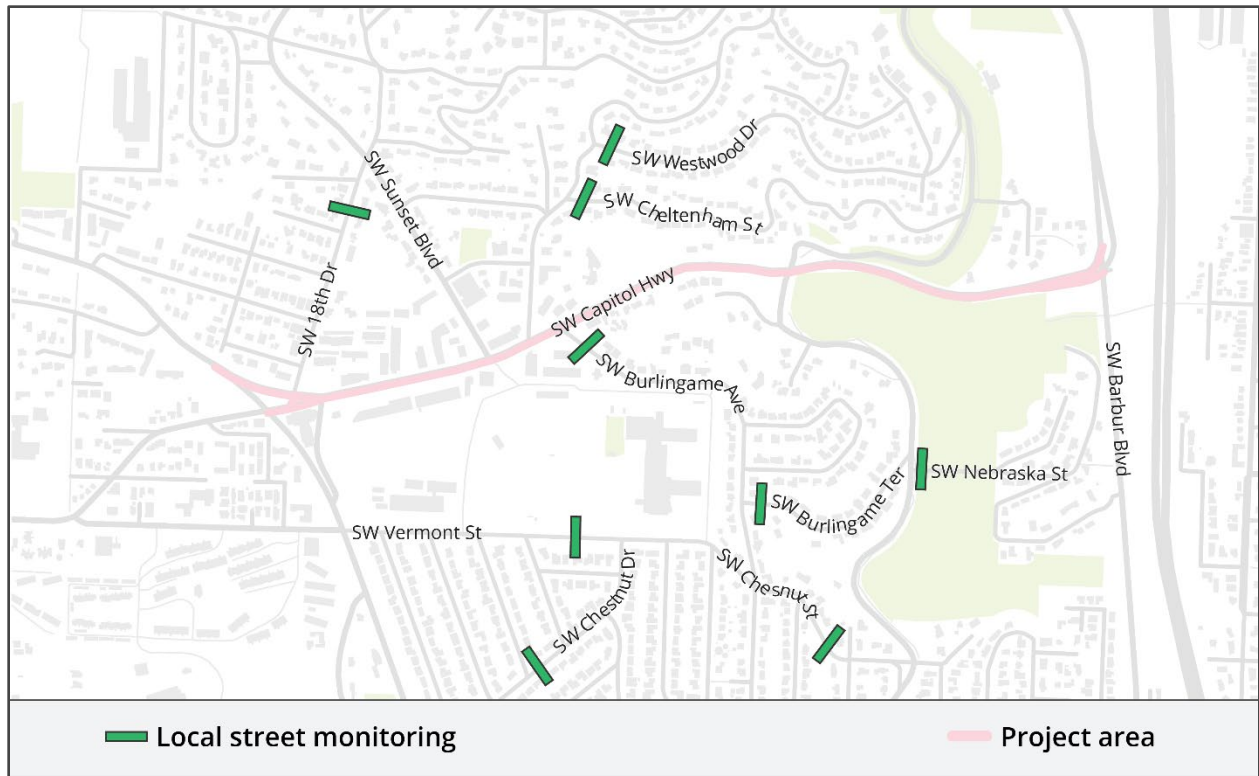 SW Westwood Dr
SW Cheltenham St
SW Sunset Blvd
SW 18th Dr
SW Capitol Hwy
SW Burlingame Ave
SW Barbur Blvd
SW Nebraska St
SW Burlingame Ter
SW Vermont St
SW Chestnut Dr
SW Chesnut St
Local street monitoring
Project area